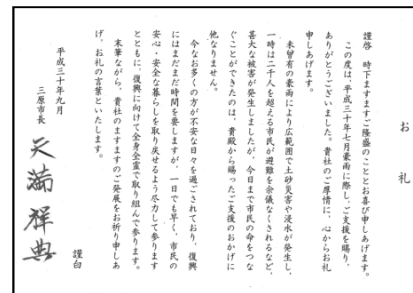 お礼
謹啓　時下ますますご隆盛のこととお喜び申しあげます。
この度は、平成三十年七月豪雨に際し、ご支援を賜り、
ありがとうございました。貴社のご厚情に、心からお礼
申しあげます。
未曾有の豪雨により広範囲で土砂災害や浸水が発生し、
一時は二千人を超える市民が避難を余儀なくされるなど、
甚大な被害が発生しましたが、今日まで市民の命をつな
ぐことができたのは、貴殿から賜ったご支援のおかげに
他なりません。
今なお多くの方が不安な日々を過ごされており、復興
にはまだまだ時間を要しますが、一日でも早く、市民の
安心・安全な暮らしを取り戻せるよう尽力して参ります
とともに、復興に向けて全身全霊で取り組んで参ります。
末筆ながら、貴社のますますのご発展をお祈り申しあ
げ、お礼の言葉といたします。
謹白
平成三十年九月
三原市長　天満祥典